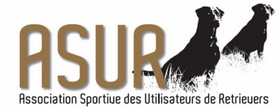 ASUR
Association Sportive des Utilisateurs de Retrievers